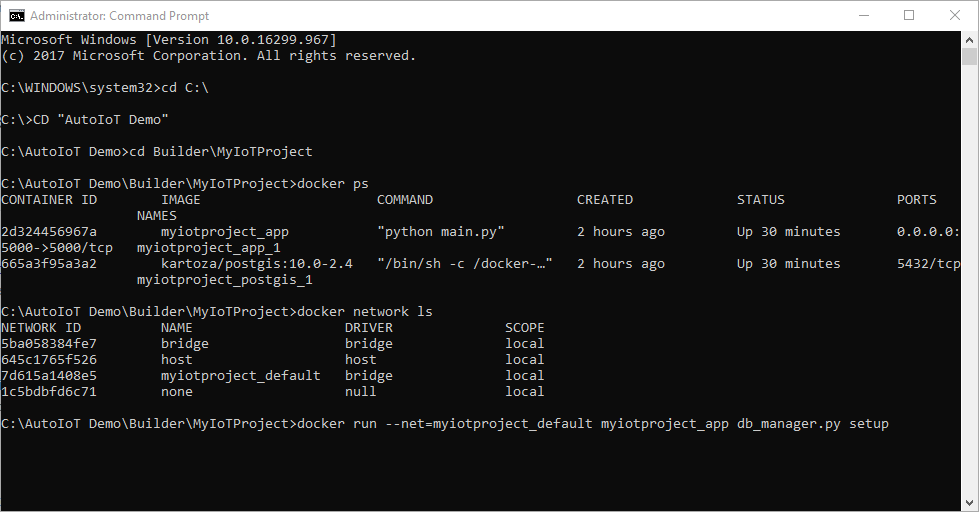 Administrator: Command Prompt
Microsoft Windows [Version 10.0.16299.967]
(c) 2017 Microsoft Corporation. All rights reserved.
C:\WINDOWS\system32>cd C:\
C:\>CD "AutoIoT Demo"
C:\AutoIoT Demo>cd Builder\MyIoTProject
C:\AutoIoT Demo\Builder\MyIoTProject>docker ps
CONTAINER ID        IMAGE                      COMMAND                  CREATED             STATUS              PORTS
                 NAMES
2d324456967a        myiotproject_app           "python main.py"         2 hours ago         Up 30 minutes       0.0.0.0:
5000->5000/tcp   myiotproject_app_1
665a3f95a3a2        kartoza/postgis:10.0-2.4   "/bin/sh -c /docker-…"   2 hours ago         Up 30 minutes       5432/tcp
                 myiotproject_postgis_1
C:\AutoIoT Demo\Builder\MyIoTProject>docker network ls
NETWORK ID          NAME                   DRIVER              SCOPE
5ba058384fe7        bridge                 bridge              local
645c1765f526        host                   host                local
7d615a1408e5        myiotproject_default   bridge              local
1c5bdbfd6c71        none                   null                local
C:\AutoIoT Demo\Builder\MyIoTProject>docker run --net=myiotproject_default myiotproject_app db_manager.py setup